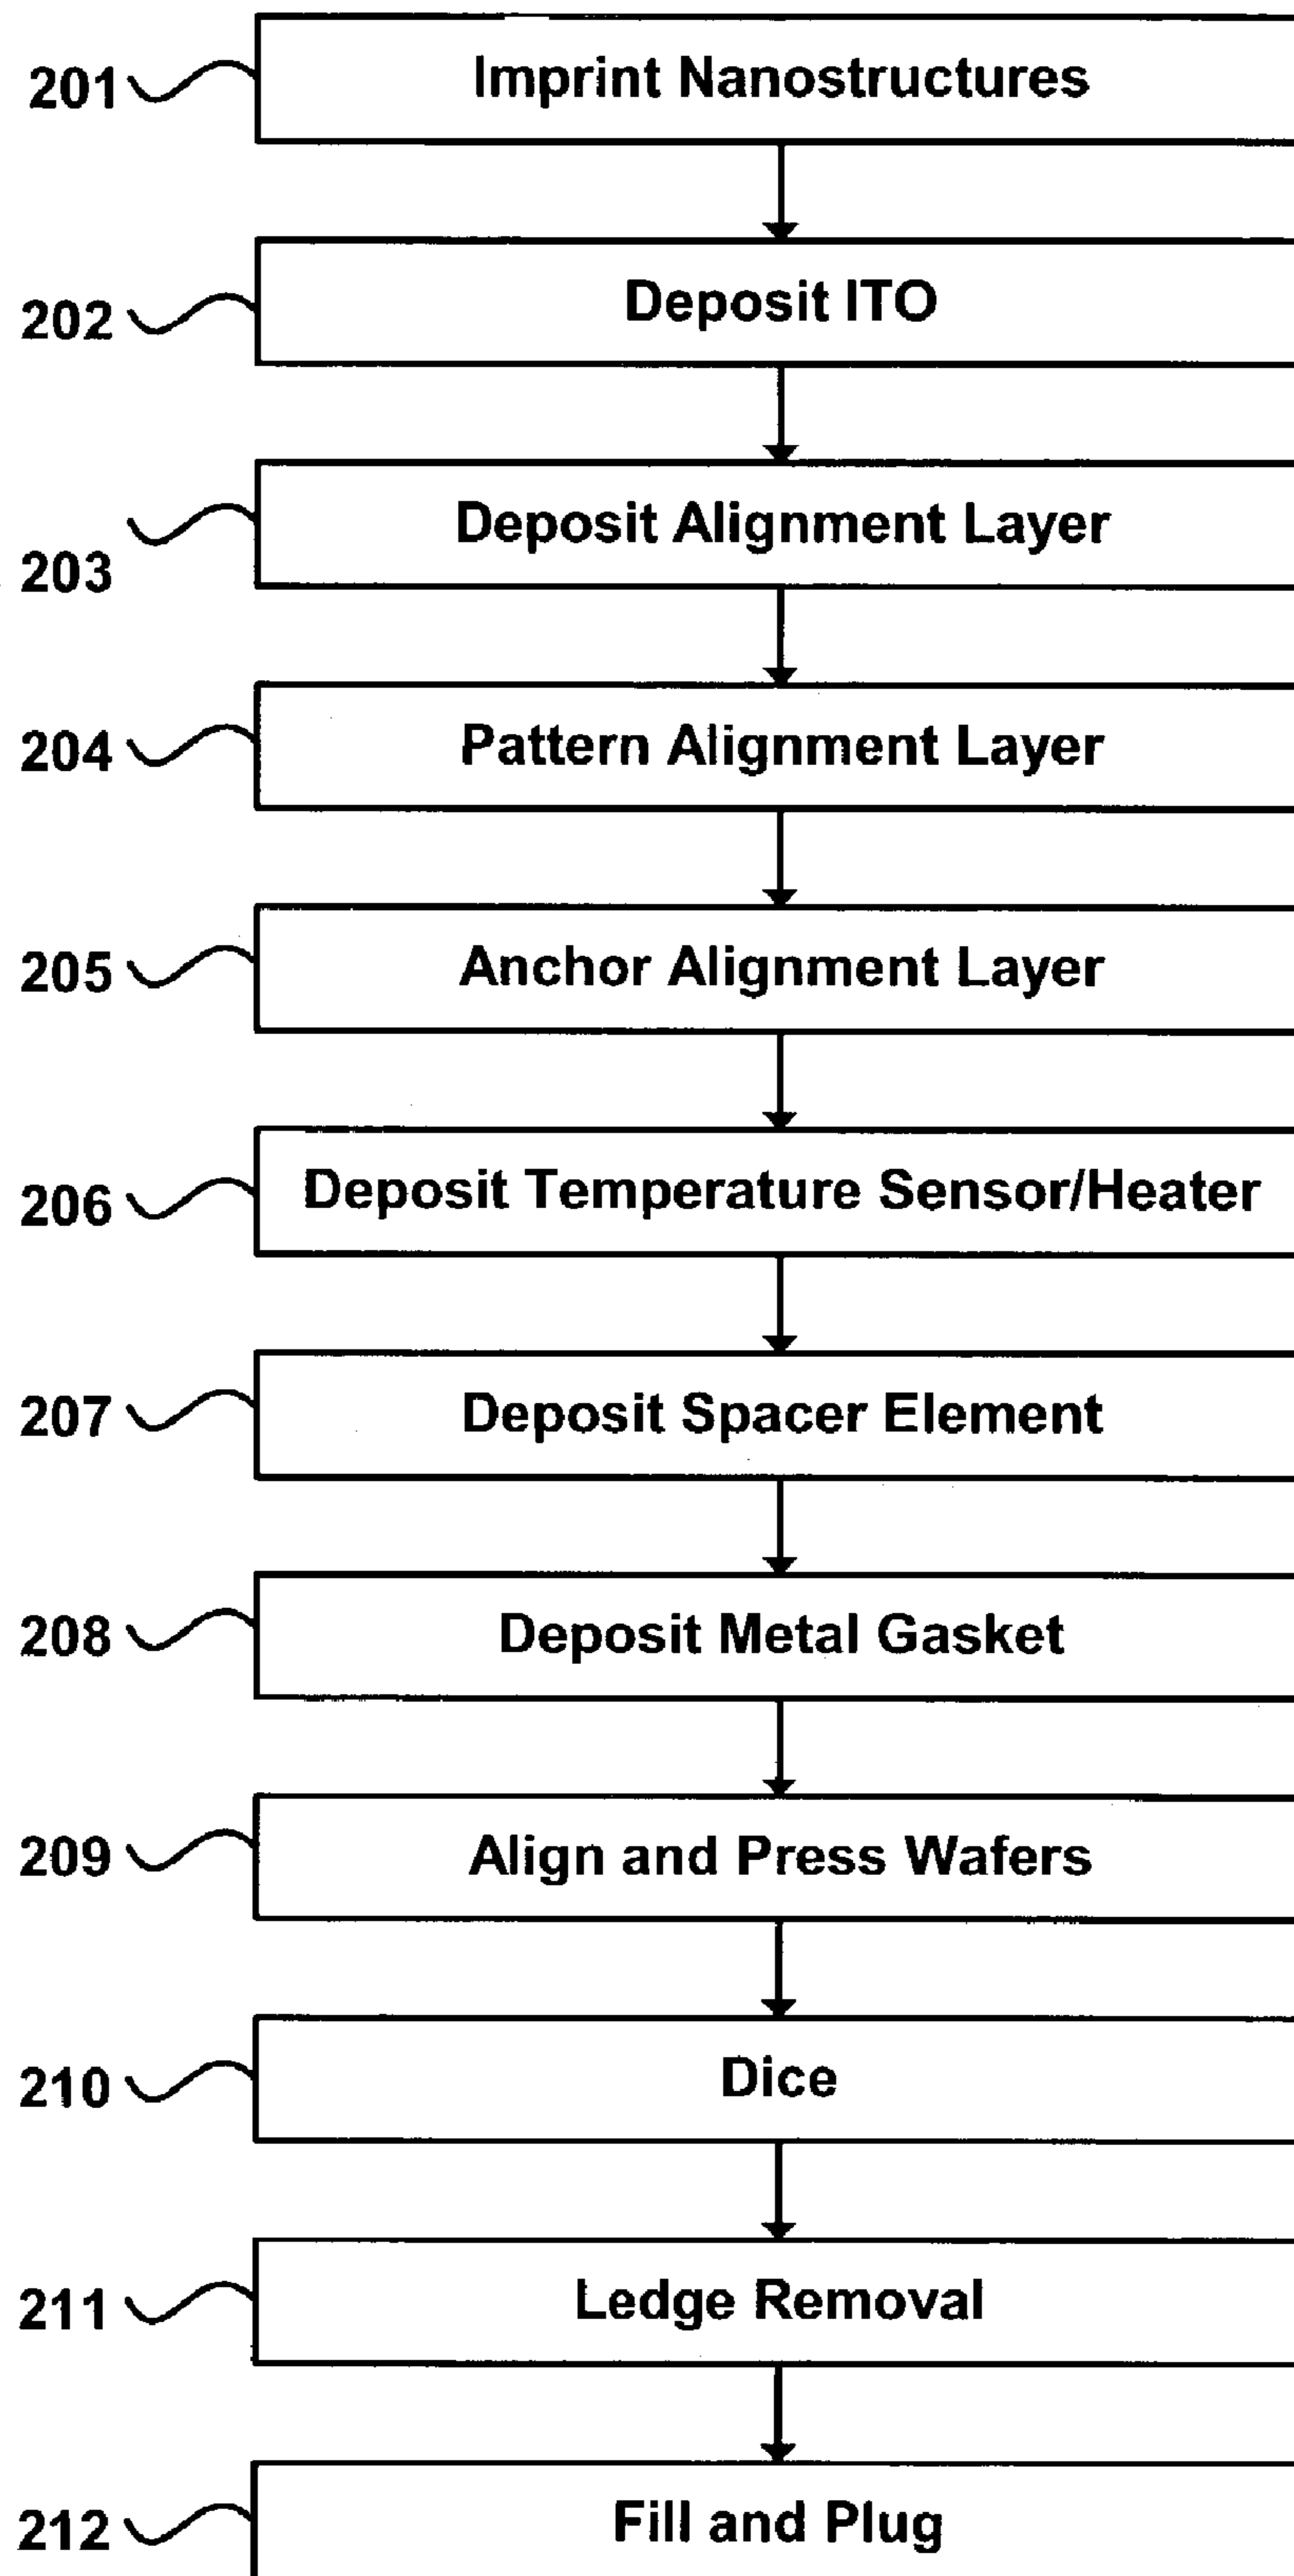 201 Imprint Nanostructures
202 Deposit ITO
203 Deposit Alignment Layer
204 Pattern Alignment Layer
205 Anchor Alignment Layer
206 Deposit Temperature Sensor/Heater
207 Deposit Spacer Element
208 Deposit Metal Gasket
209 Align and Press Wafers
210 Dice
211 Ledge Removal
212 Fill and Plug